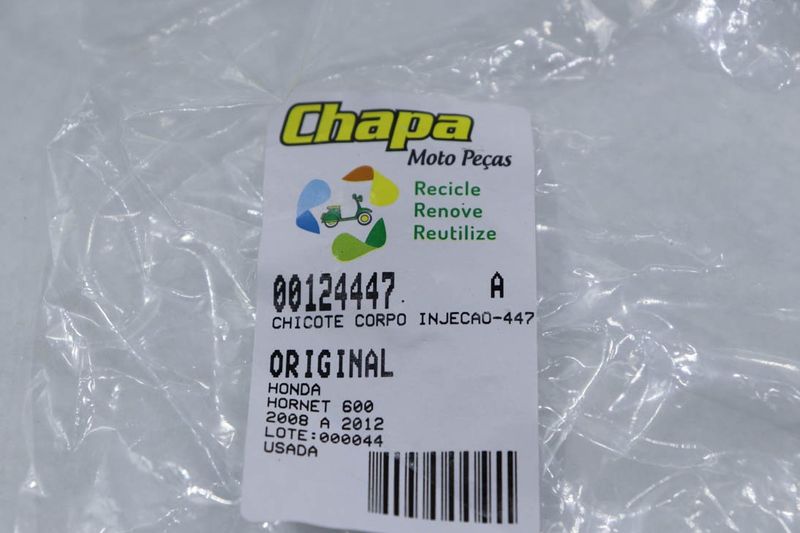 Chapa
Moto Peças
Recicle
Renove
Reutilize
00124447 A
CHICOTE CORPO INJECAO-447
ORIGINAL
HONDA
HORNET 600
2008 A 2012
LOTE:000044
USADA